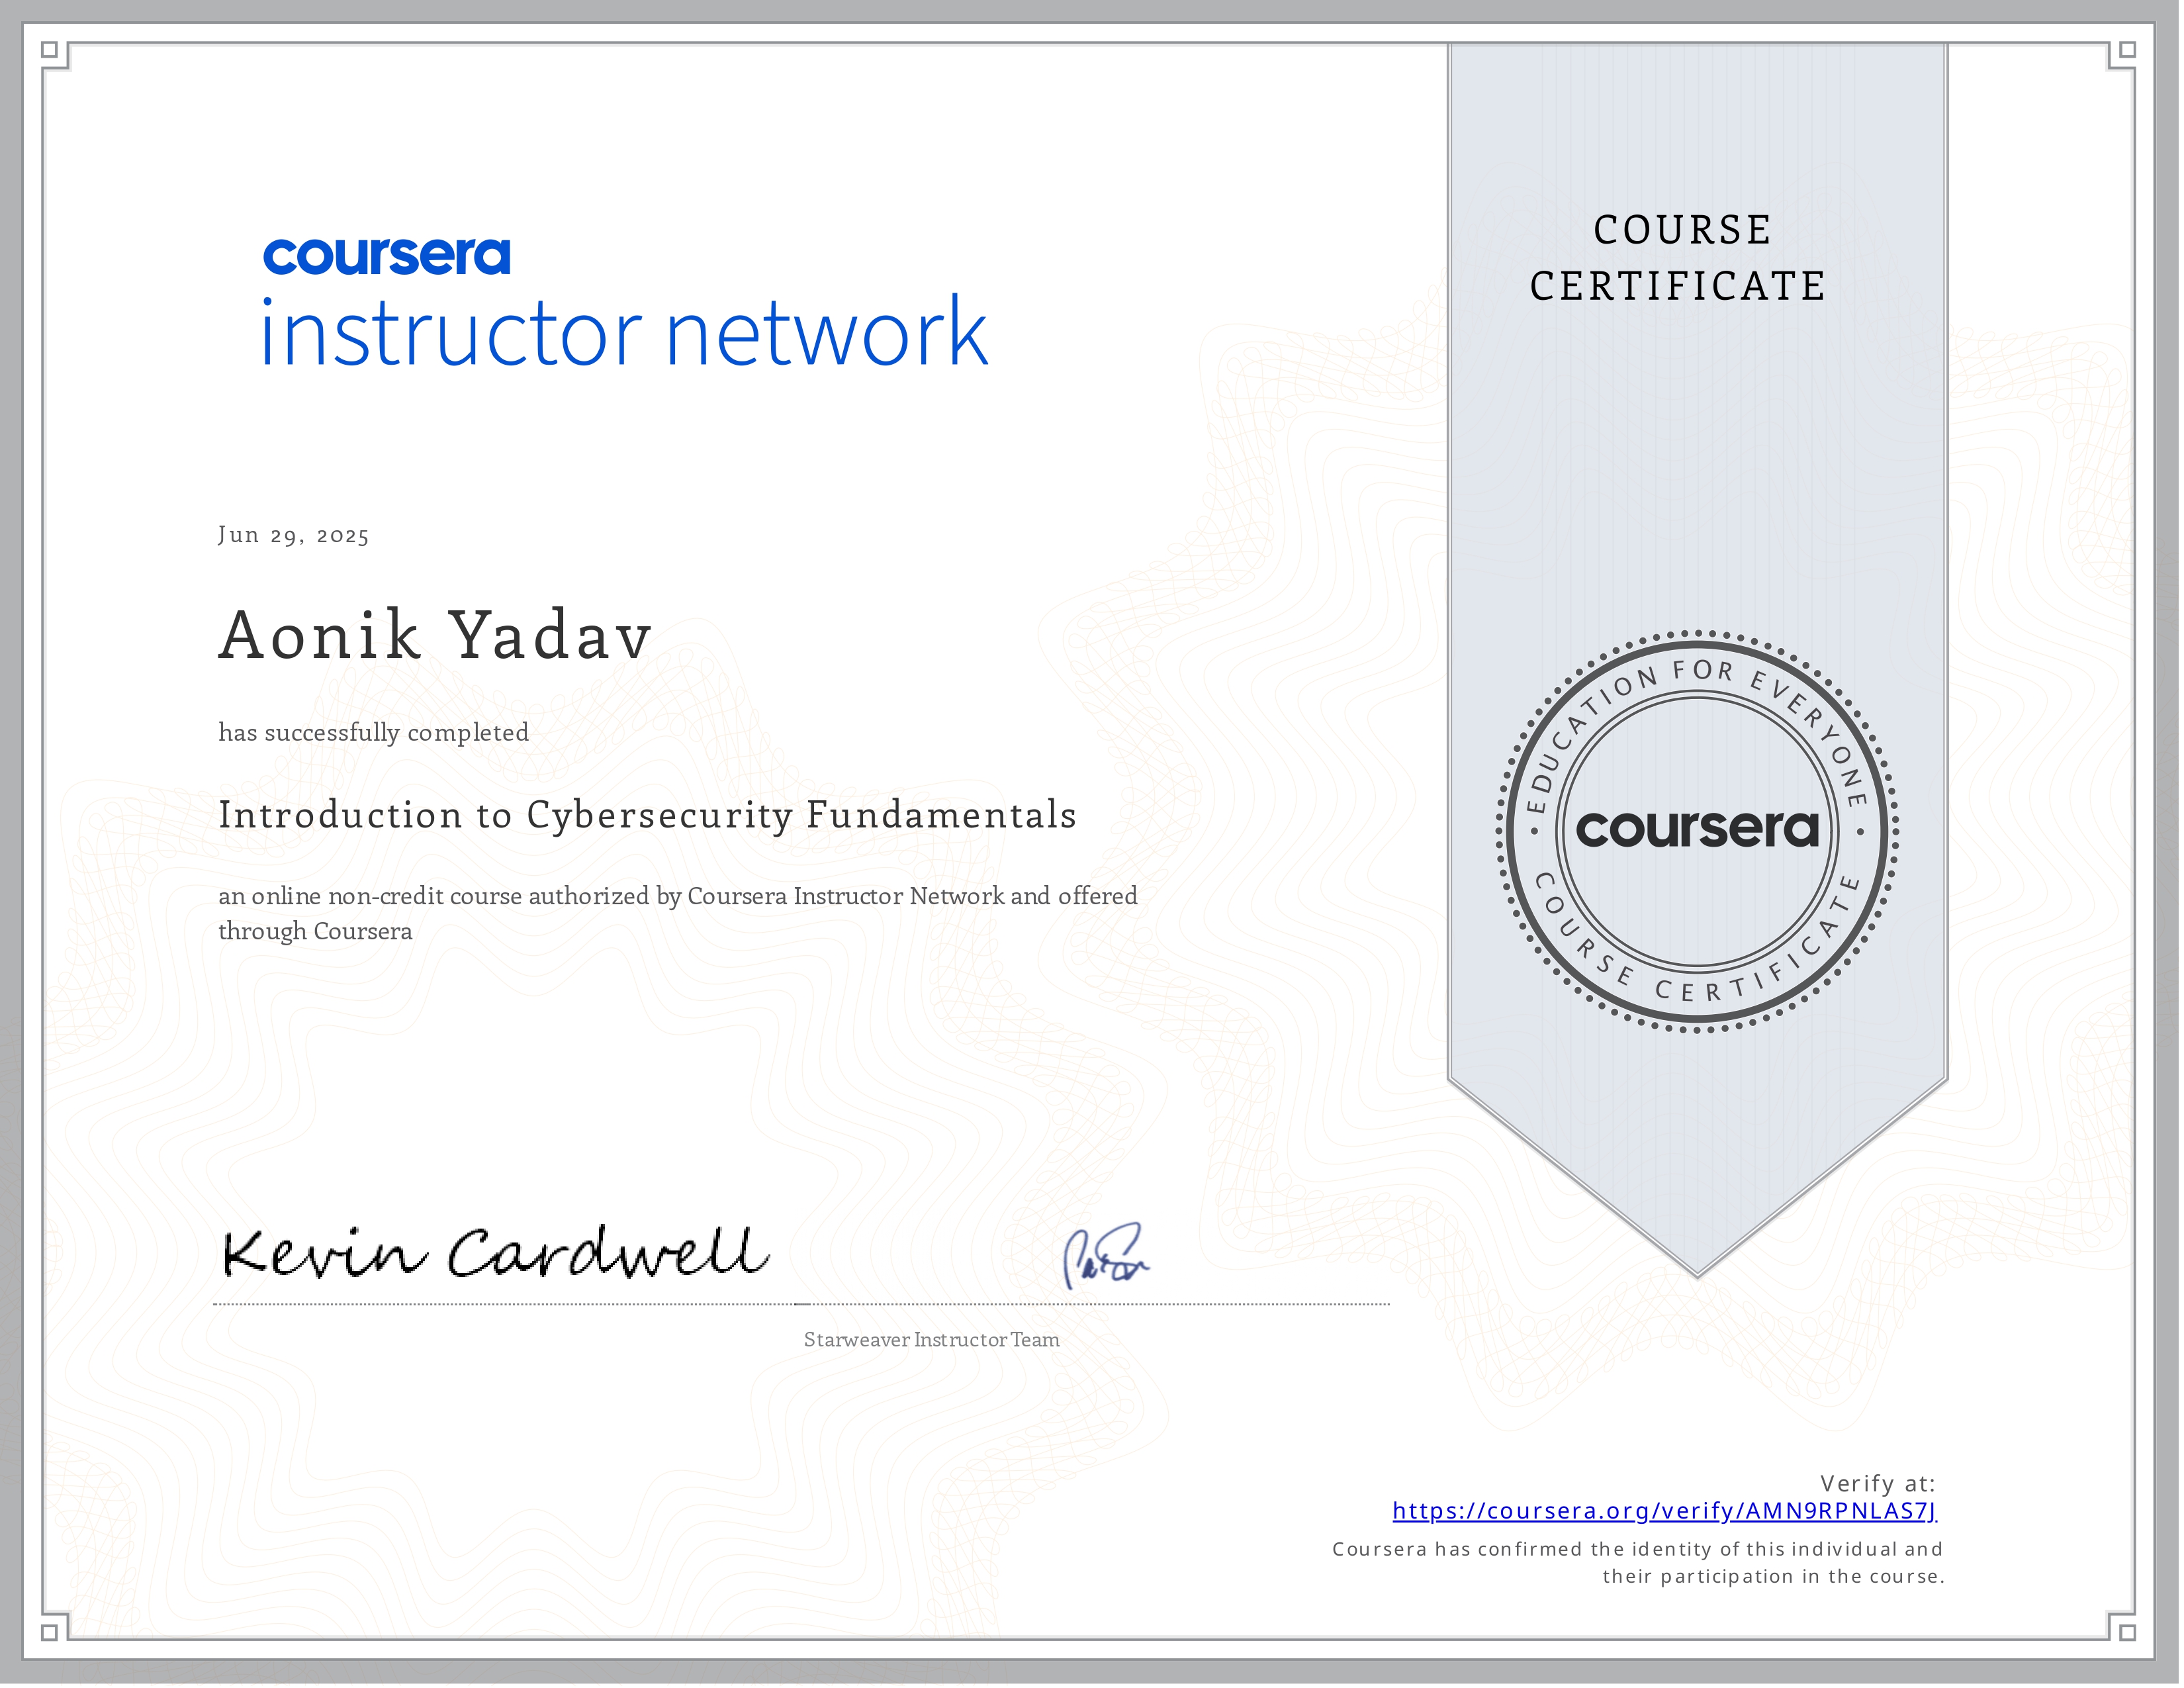 coursera
instructor network
COURSE
CERTIFICATE
Jun 29, 2025
Aonik Yadav
has successfully completed
Introduction to Cybersecurity Fundamentals
an online non-credit course authorized by Coursera Instructor Network and offered
through Coursera
EDUCATION FOR EVERYONE
coursera
COURSE CERTIFICATE
Kevin Cardwell
Starweaver Instructor Team
Verify at:
https://coursera.org/verify/AMN9RPNLAS7J
Coursera has confirmed the identity of this individual and
their participation in the course.